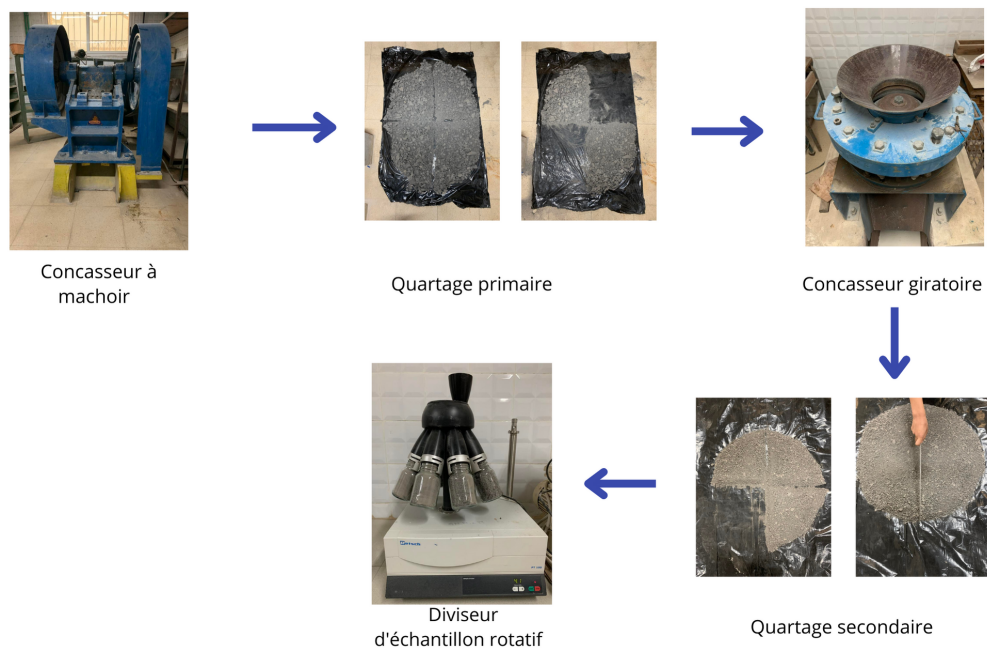 Concasseur à
machoir
Quartage primaire
Concasseur giratoire
Diviseur
d'échantillon rotatif
Quartage secondaire